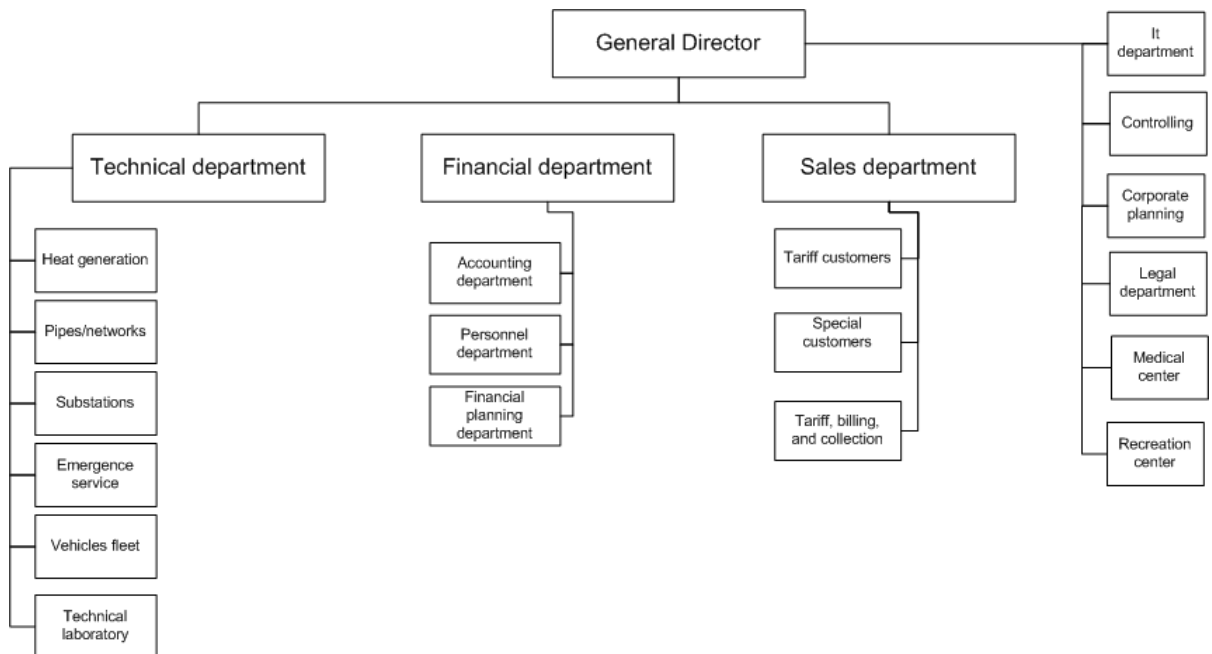 General Director
Technical department
Heat generation
Pipes/networks
Substations
Emergence
service
Vehicles fleet
Technical
laboratory
Financial department
Accounting
department
Personnel
department
Financial
planning
department
Sales department
Tariff customers
Special
customers
Tariff, billing,
and collection
It
department
Controlling
Corporate
planning
Legal
department
Medical
center
Recreation
center